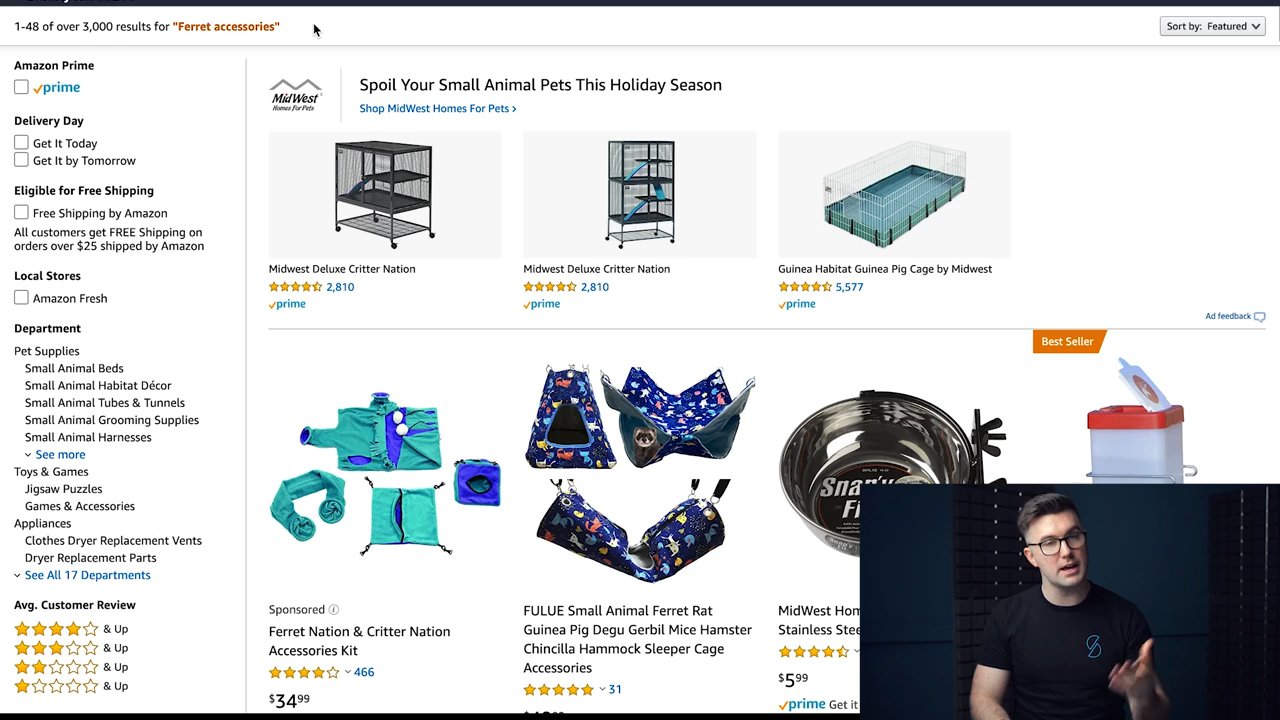 1-48 of over 3,000 results for "Ferret accessories"
Sort by: Featured
Amazon Prime
prime
Delivery Day
Get It Today
Get It by Tomorrow
Eligible for Free Shipping
Free Shipping by Amazon
All customers get FREE Shipping on
orders over $25 shipped by Amazon
Local Stores
Amazon Fresh
Department
Pet Supplies
Small Animal Beds
Small Animal Habitat Décor
Small Animal Tubes & Tunnels
Small Animal Grooming Supplies
Small Animal Harnesses
See more
Toys & Games
Jigsaw Puzzles
Games & Accessories
Appliances
Clothes Dryer Replacement Vents
Dryer Replacement Parts
See All 17 Departments
Avg. Customer Review
& Up
& Up
& Up
& Up
MidWest
Homes For Pets
Spoil Your Small Animal Pets This Holiday Season
Shop MidWest Homes For Pets ›
Midwest Deluxe Critter Nation
2,810
prime
Midwest Deluxe Critter Nation
2,810
prime
Guinea Habitat Guinea Pig Cage by Midwest
5,577
prime
Ad feedback
Best Seller
Sponsored
Ferret Nation & Critter Nation
Accessories Kit
466
$34.99
FULUE Small Animal Ferret Rat
Guinea Pig Degu Gerbil Mice Hamster
Chincilla Hammock Sleeper Cage
Accessories
31
Snap'y
Fi
MidWest Hom
Stainless Stee
$5.99
prime Get it